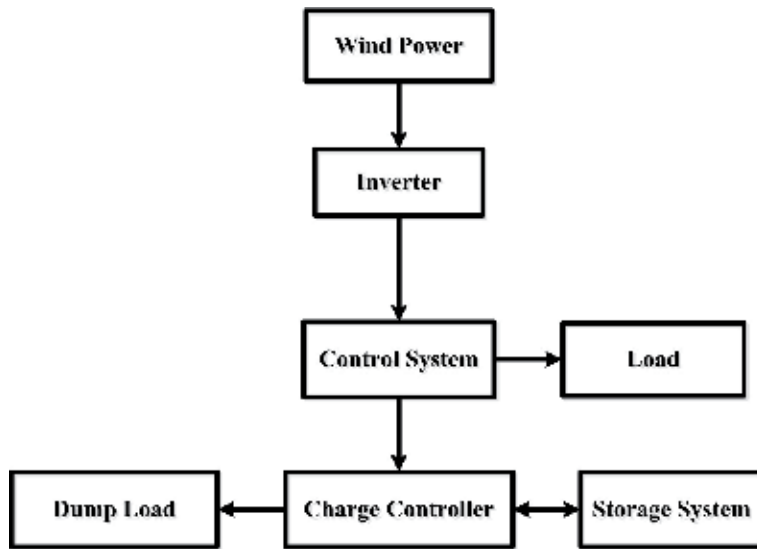 Wind Power
Inverter
Control System
Load
Dump Load
Charge Controller
Storage System